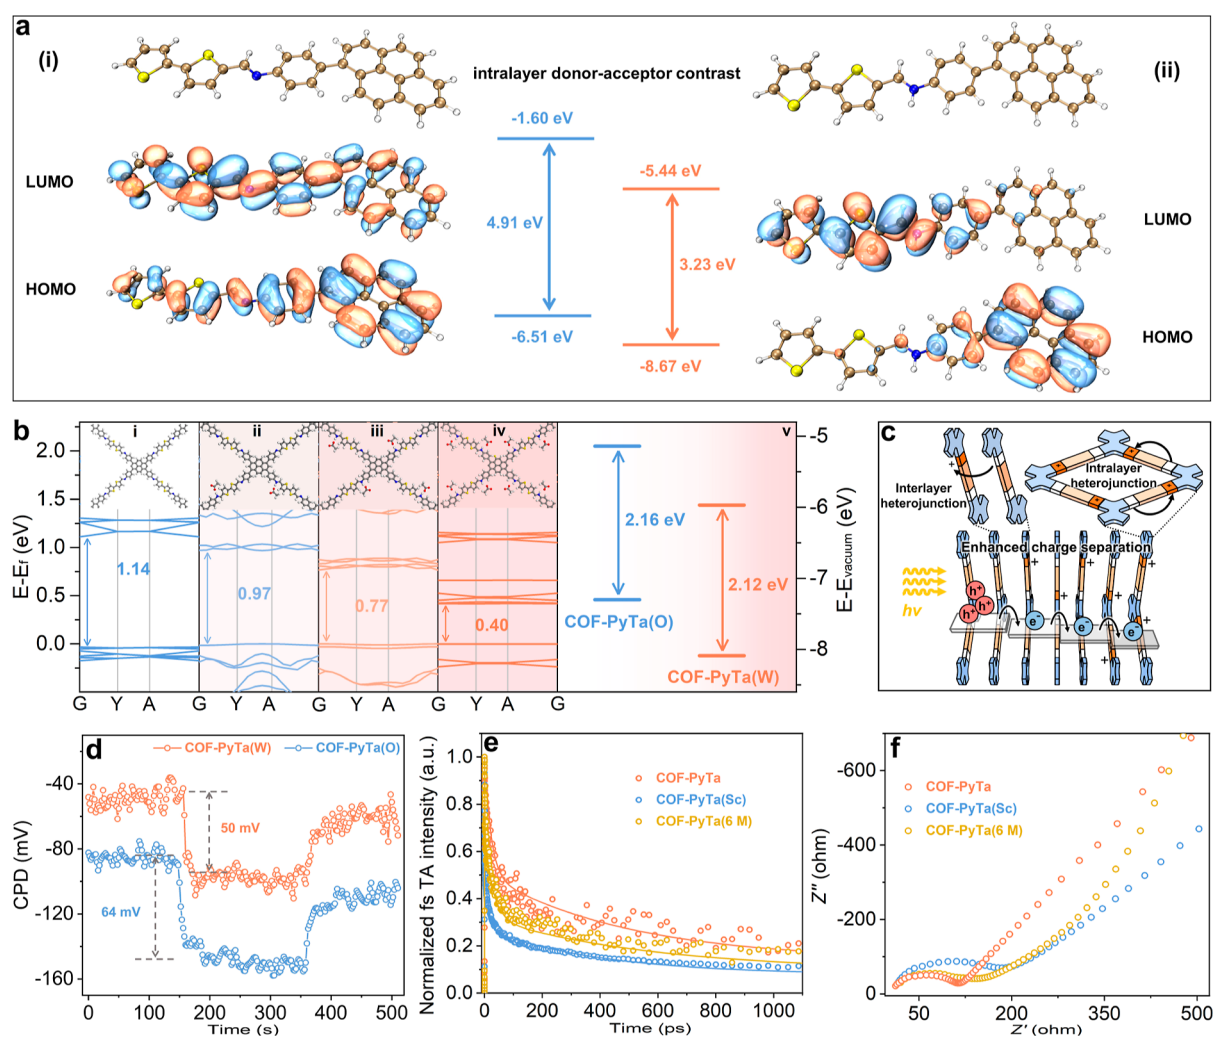 a
(i)
intralayer donor-acceptor contrast
(ii)
-1.60 eV
LUMO
-5.44 eV
LUMO
4.91 eV
3.23 eV
HOMO
-6.51 eV
HOMO
-8.67 eV
b
i
ii
iii
iv
v
E-Ef (eV)
2.0
1.5
1.0
0.5
0.0
1.14
0.97
0.77
0.40
G Y A G Y A G Y A G Y A G
2.16 eV
COF-PyTa(O)
2.12 eV
COF-PyTa(W)
-5
-6
-7
-8
E-Evacuum (eV)
c
+
Interlayer
heterojunction
Intralayer
heterojunction
Enhanced charge separation
hν
h+
h+
h+
e-
e-
e-
+
+
+
+
+
+
+
d
COF-PyTa(W)
COF-PyTa(O)
CPD (mV)
-40
-80
-120
-160
50 mV
64 mV
0 100 200 300 400 500
Time (s)
e
Normalized fs TA intensity (a.u.)
1.0
0.8
0.6
0.4
0.2
0.0
COF-PyTa
COF-PyTa(Sc)
COF-PyTa(6 M)
0 200 400 600 800 1000
Time (ps)
f
Z″ (ohm)
-600
-400
-200
0
COF-PyTa
COF-PyTa(Sc)
COF-PyTa(6 M)
50 200 350 500
Z′ (ohm)